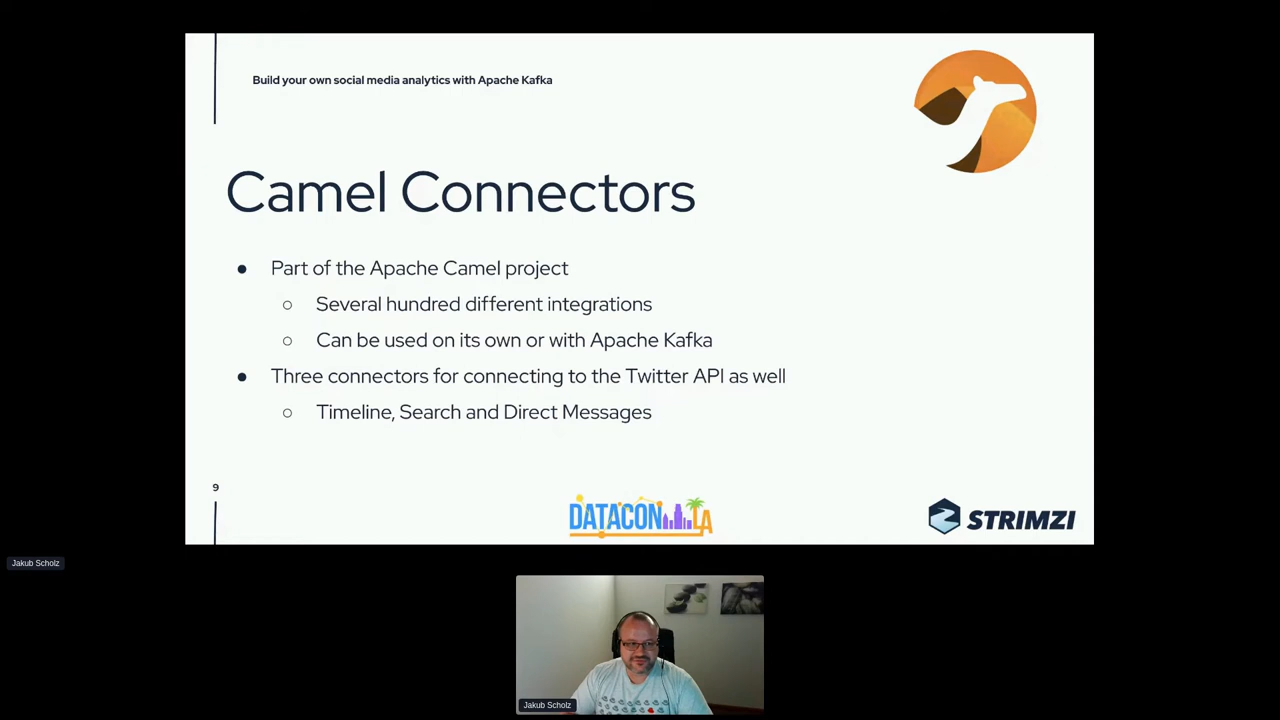 Build your own social media analytics with Apache Kafka
Camel Connectors
● Part of the Apache Camel project
○ Several hundred different integrations
○ Can be used on its own or with Apache Kafka
● Three connectors for connecting to the Twitter API as well
○ Timeline, Search and Direct Messages
9
DATACON LA
STRIMZI
Jakub Scholz
Jakub Scholz